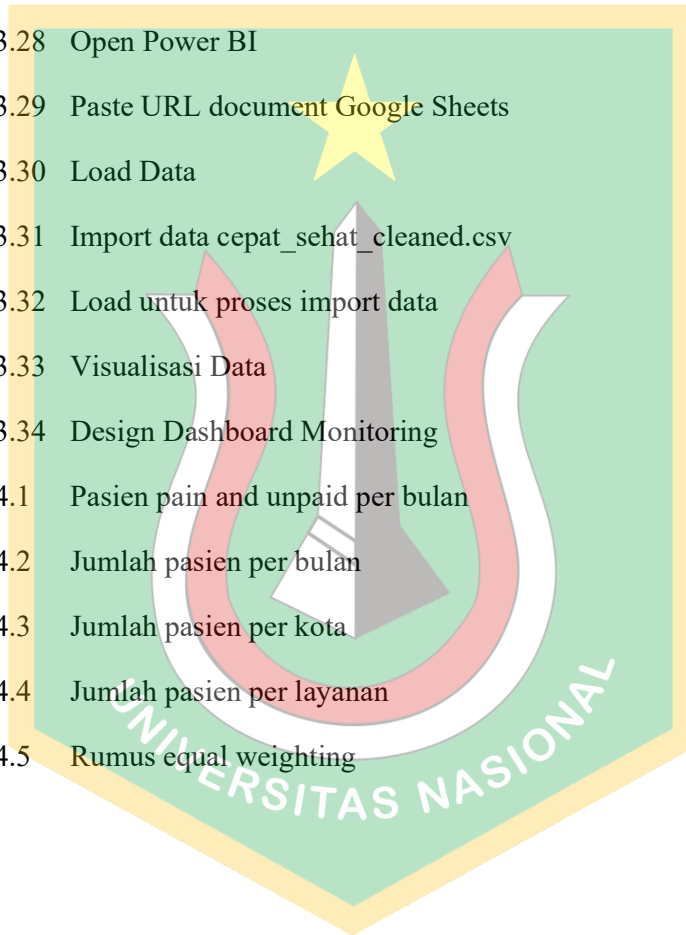 3.28 Open Power BI
3.29 Paste URL document Google Sheets
3.30 Load Data
3.31 Import data cepat_sehat_cleaned.csv
3.32 Load untuk proses import data
3.33 Visualisasi Data
3.34 Design Dashboard Monitoring
4.1 Pasien pain and unpaid per bulan
4.2 Jumlah pasien per bulan
4.3 Jumlah pasien per kota
4.4 Jumlah pasien per layanan
4.5 Rumus equal weighting
UNIVERSITAS NASIONAL